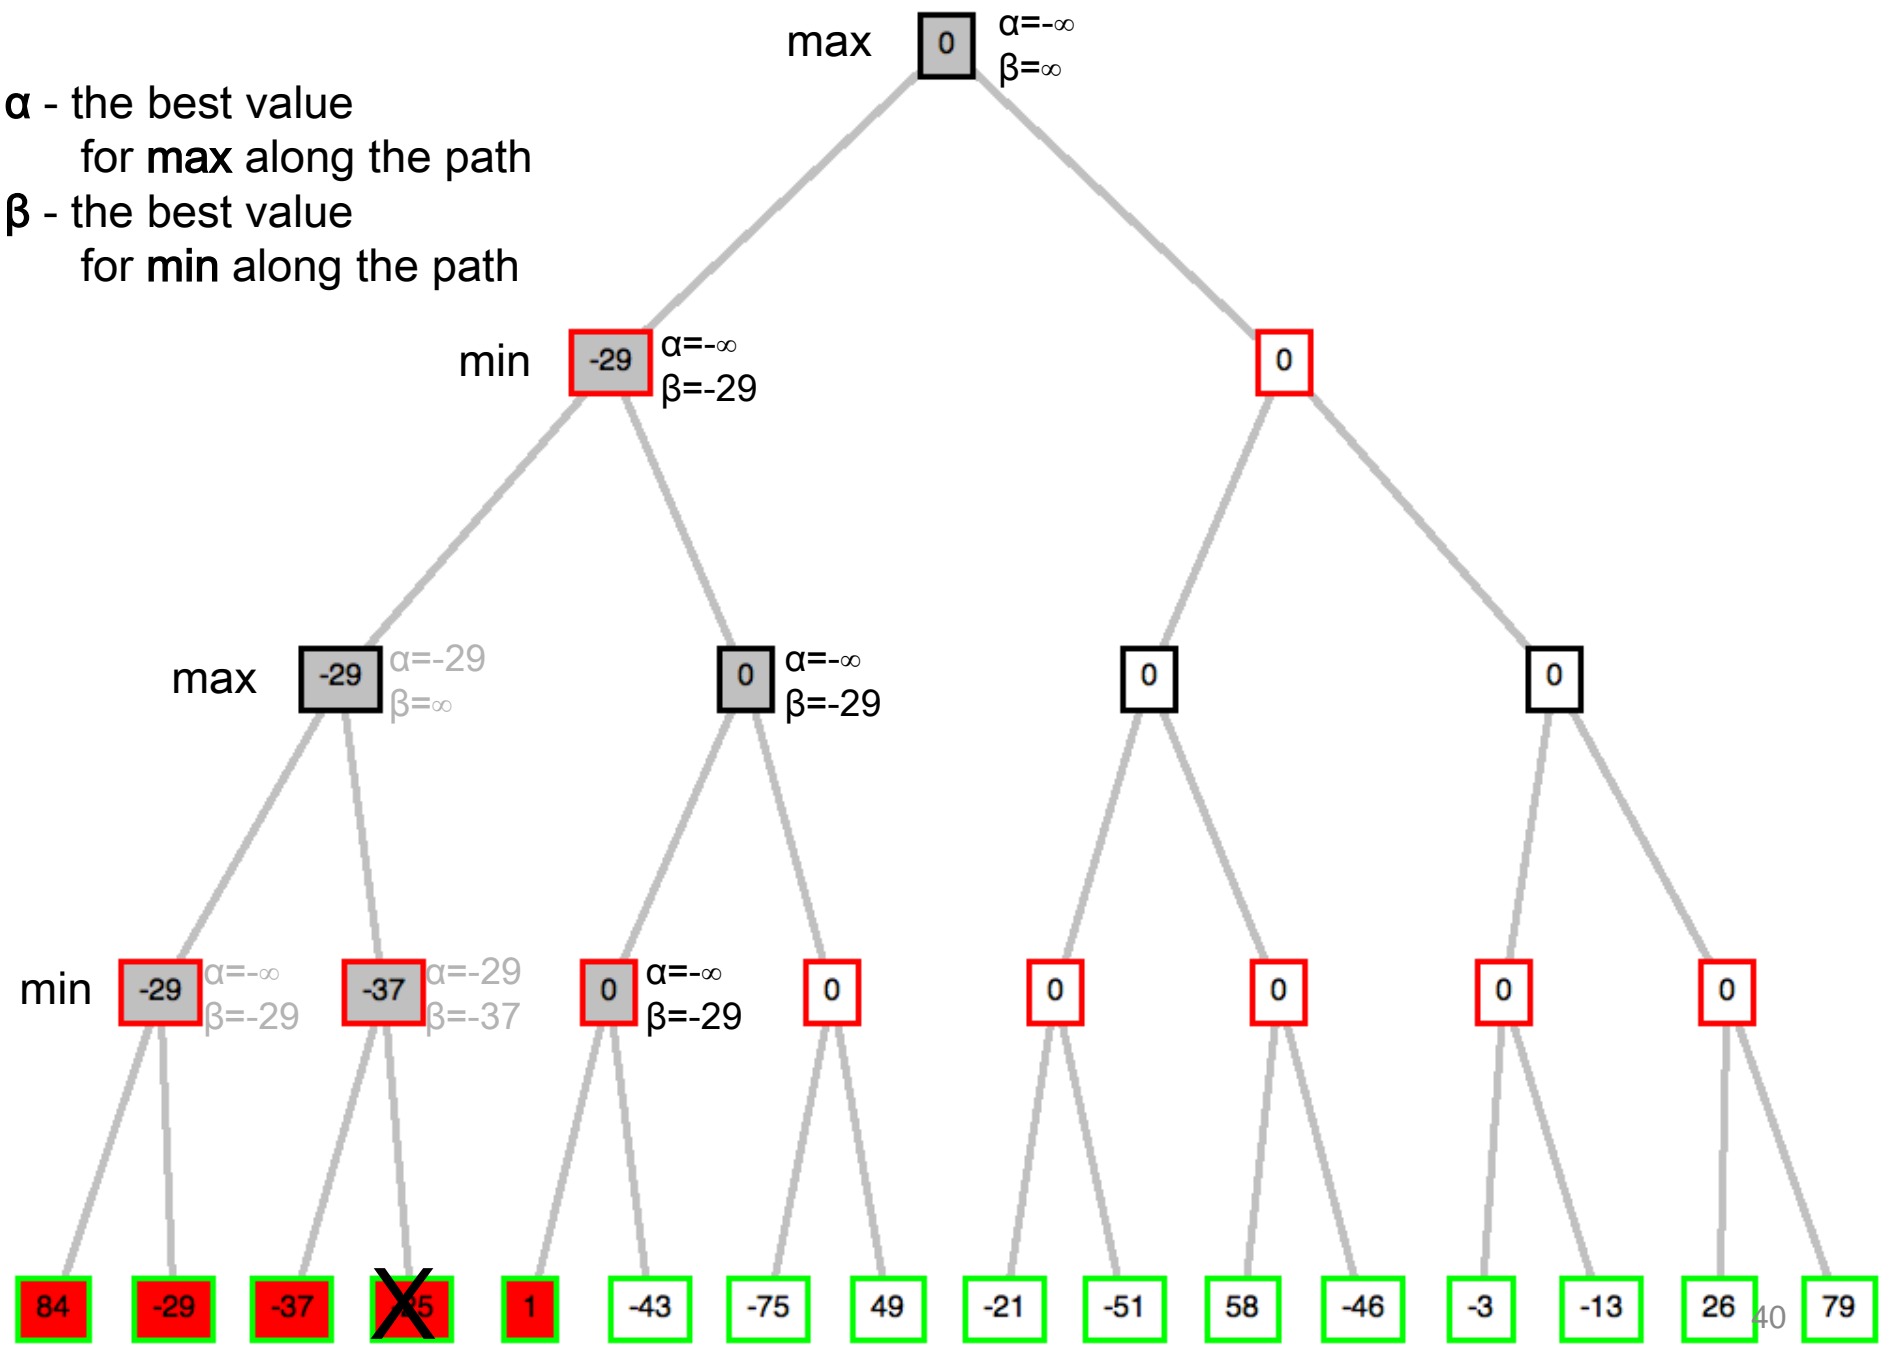 max
0
α=-∞
β=∞
α - the best value
for max along the path
β - the best value
for min along the path
min
-29
α=-∞
β=-29
0
max
-29
α=-29
β=∞
0
α=-∞
β=-29
0
0
min
-29
α=-∞
β=-29
-37
α=-29
β=-37
0
α=-∞
β=-29
0
0
0
0
0
84
-29
-37
X
1
-43
-75
49
-21
-51
58
-46
-3
-13
26
40
79